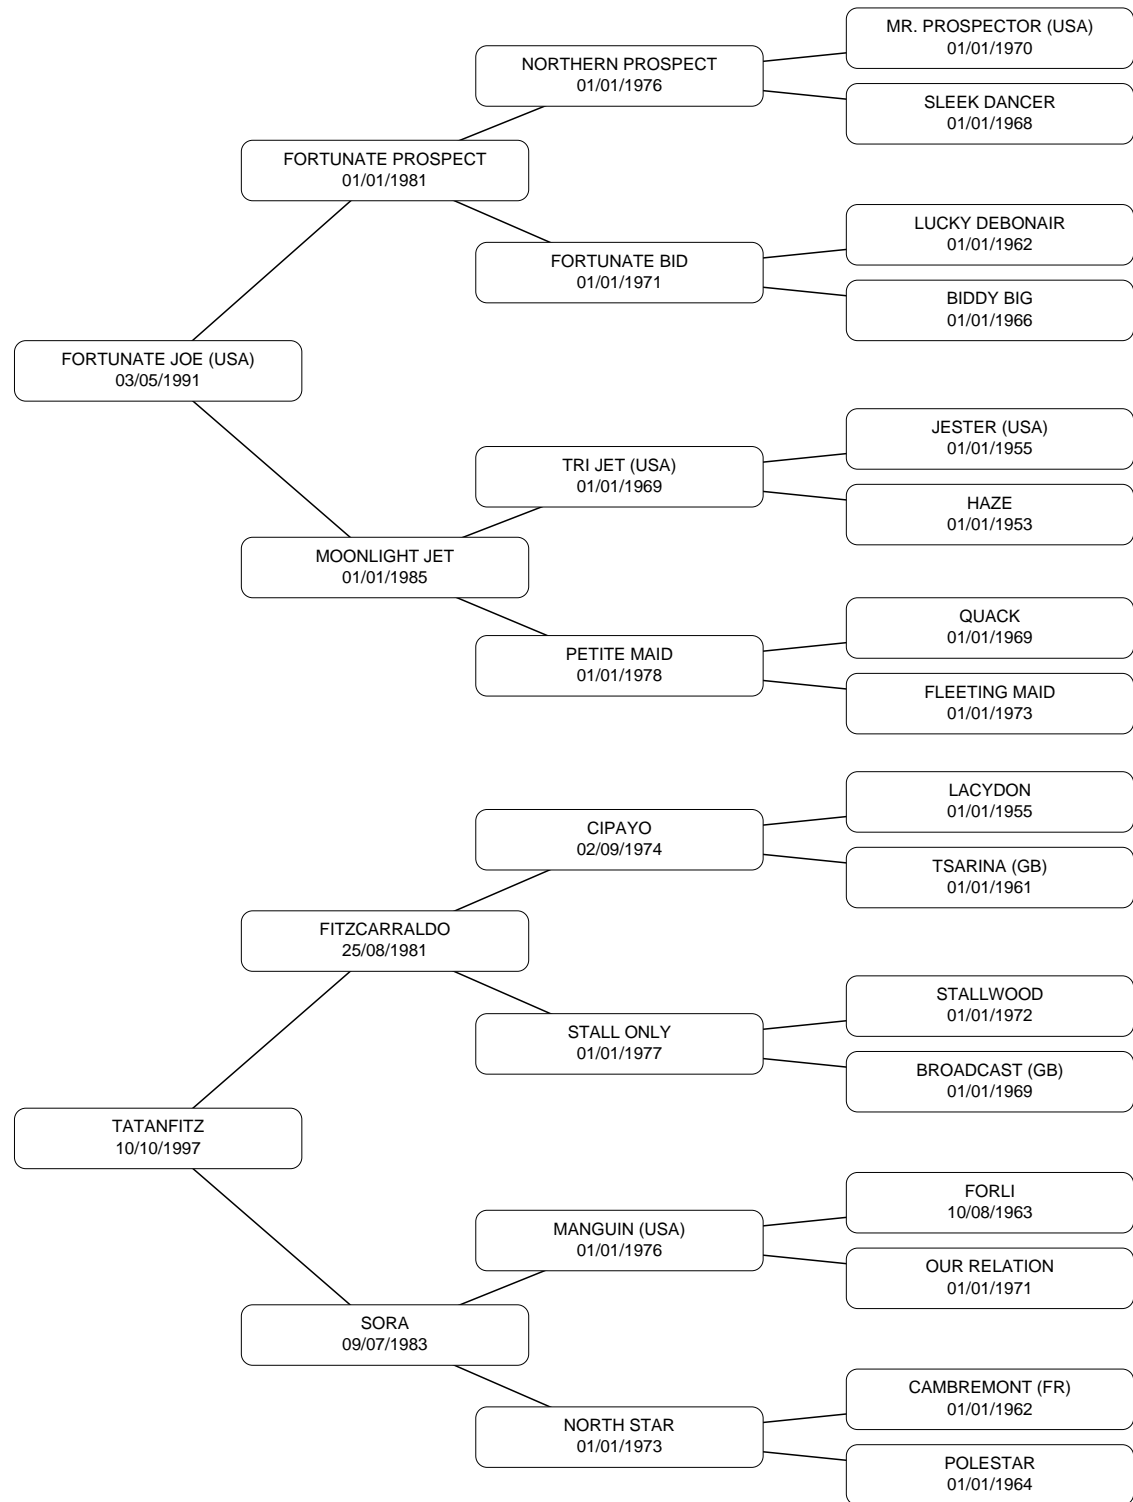 MR. PROSPECTOR (USA)
01/01/1970
NORTHERN PROSPECT
01/01/1976
SLEEK DANCER
01/01/1968
FORTUNATE PROSPECT
01/01/1981
LUCKY DEBONAIR
01/01/1962
FORTUNATE BID
01/01/1971
BIDDY BIG
01/01/1966
FORTUNATE JOE (USA)
03/05/1991
JESTER (USA)
01/01/1955
TRI JET (USA)
01/01/1969
HAZE
01/01/1953
MOONLIGHT JET
01/01/1985
QUACK
01/01/1969
PETITE MAID
01/01/1978
FLEETING MAID
01/01/1973
LACYDON
01/01/1955
CIPAYO
02/09/1974
TSARINA (GB)
01/01/1961
FITZCARRALDO
25/08/1981
STALLWOOD
01/01/1972
STALL ONLY
01/01/1977
BROADCAST (GB)
01/01/1969
TATANFITZ
10/10/1997
FORLI
10/08/1963
MANGUIN (USA)
01/01/1976
OUR RELATION
01/01/1971
SORA
09/07/1983
CAMBREMONT (FR)
01/01/1962
NORTH STAR
01/01/1973
POLESTAR
01/01/1964